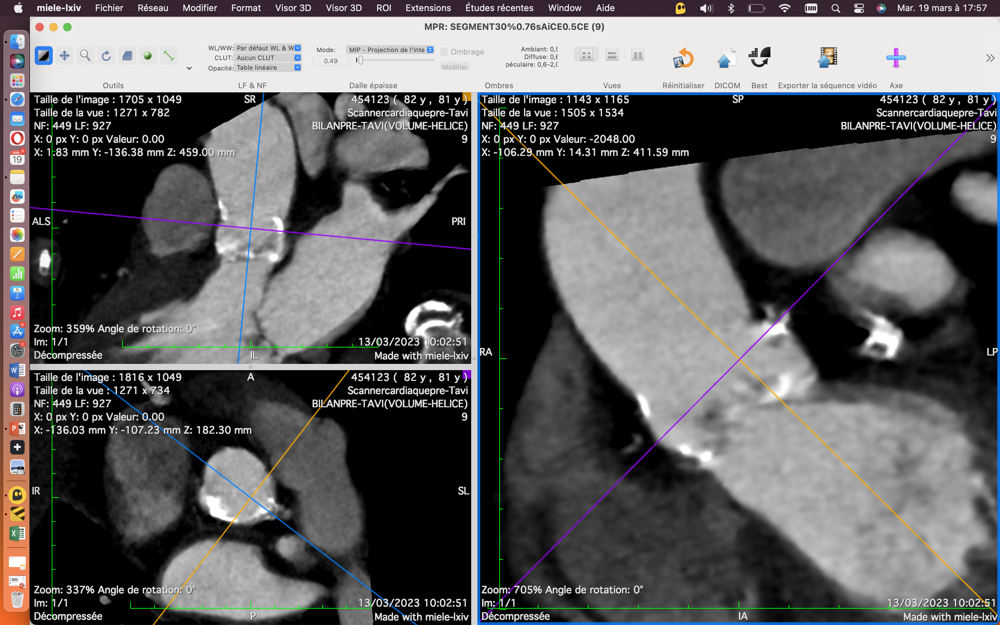 miele-lxiv Fichier Réseau Modifier Format Visor 3D Visor 3D ROI Extensions Études récentes Window Aide Mar. 19 mars à 17:57
MPR: SEGMENT30%0.76sAiCE0.5CE (9)
WL/WW: Par défaut WL & W
CLUT: Aucun CLUT
Opacité: Table linéaire
Mode: MIP - Projection de l'inte
0.49
Ombrage
Modifier
Ambiant: 0,5
Diffuse: 0,6
péculaire: 0,6-2,0
Outils LF & NF Dalle épaisse Ombres Vues Réinitialiser DICOM Best Exporter la séquence vidéo Axe
Taille de l'image : 1705 x 1049
Taille de la vue : 1271 x 782
NF: 449 LF: 927
X: 0 px Y: 0 px Valeur: 0.00
X: 1.83 mm Y: -136.38 mm Z: 459.00 mm
SR
454123 ( 82 y , 81 y )
Scannercardiaquepre-Tavi
BILANPRE-TAVI(VOLUME-HELICE)
9
ALS
PRI
Zoom: 359% Angle de rotation: 0°
Im: 1/1
Décompressée
IL
13/03/2023 10:02:51
Made with miele-lxiv
Taille de l'image : 1816 x 1049
Taille de la vue : 1271 x 734
NF: 449 LF: 927
X: 0 px Y: 0 px Valeur: 0.00
X: -136.03 mm Y: -107.23 mm Z: 182.30 mm
A
454123 ( 82 y , 81 y )
Scannercardiaquepre-Tavi
BILANPRE-TAVI(VOLUME-HELICE)
9
IR
SL
Zoom: 337% Angle de rotation: 0°
Im: 1/1
Décompressée
P
13/03/2023 10:02:51
Made with miele-lxiv
Taille de l'image : 1143 x 1165
Taille de la vue : 1505 x 1534
NF: 449 LF: 927
X: 0 px Y: 0 px Valeur: -2048.00
X: -106.29 mm Y: 14.31 mm Z: 411.59 mm
SP
454123 ( 82 y , 81 y )
Scannercardiaquepre-Tavi
BILANPRE-TAVI(VOLUME-HELICE)
9
RA
LP
Zoom: 705% Angle de rotation: 0°
Im: 1/1
Décompressée
IA
13/03/2023 10:02:51
Made with miele-lxiv
MAR. 9
19
6
2
W
P
X